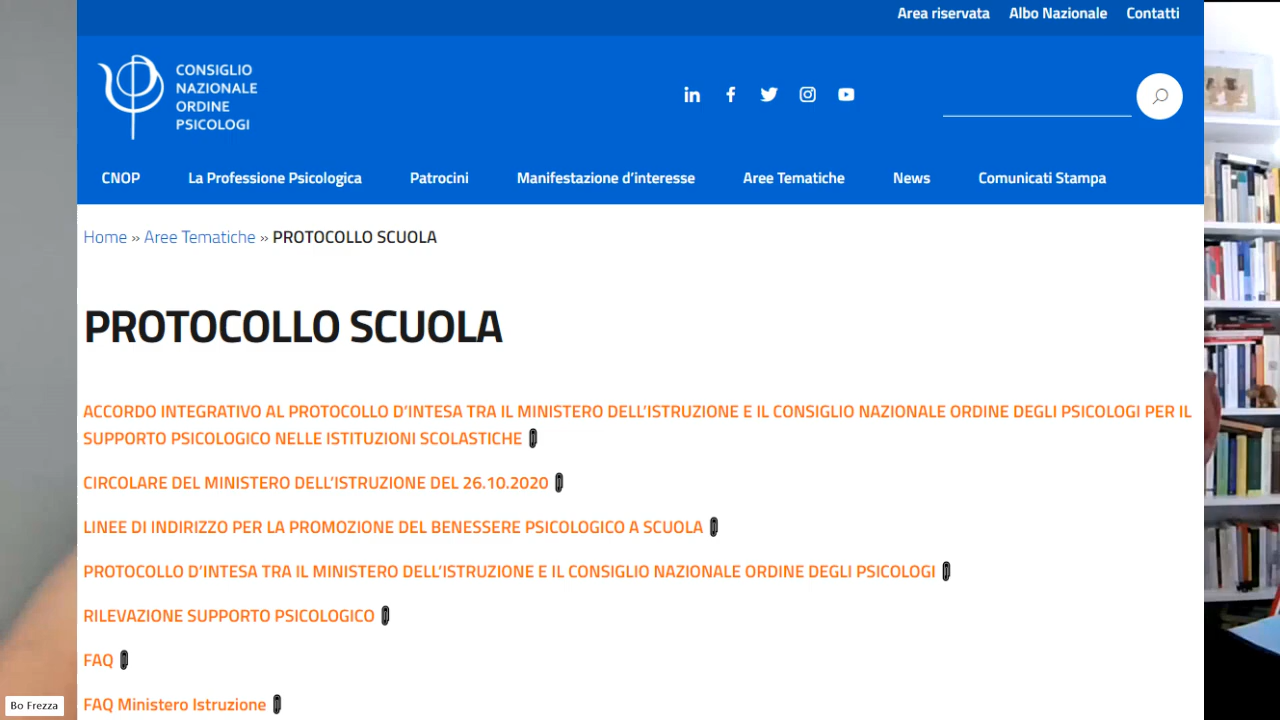 Area riservata Albo Nazionale Contatti
CONSIGLIO
NAZIONALE
ORDINE
PSICOLOGI
CNOP La Professione Psicologica Patrocini Manifestazione d’interesse Aree Tematiche News Comunicati Stampa
Home » Aree Tematiche » PROTOCOLLO SCUOLA
PROTOCOLLO SCUOLA
ACCORDO INTEGRATIVO AL PROTOCOLLO D’INTESA TRA IL MINISTERO DELL’ISTRUZIONE E IL CONSIGLIO NAZIONALE ORDINE DEGLI PSICOLOGI PER IL
SUPPORTO PSICOLOGICO NELLE ISTITUZIONI SCOLASTICHE
CIRCOLARE DEL MINISTERO DELL’ISTRUZIONE DEL 26.10.2020
LINEE DI INDIRIZZO PER LA PROMOZIONE DEL BENESSERE PSICOLOGICO A SCUOLA
PROTOCOLLO D’INTESA TRA IL MINISTERO DELL’ISTRUZIONE E IL CONSIGLIO NAZIONALE ORDINE DEGLI PSICOLOGI
RILEVAZIONE SUPPORTO PSICOLOGICO
FAQ
FAQ Ministero Istruzione
Bo Frezza